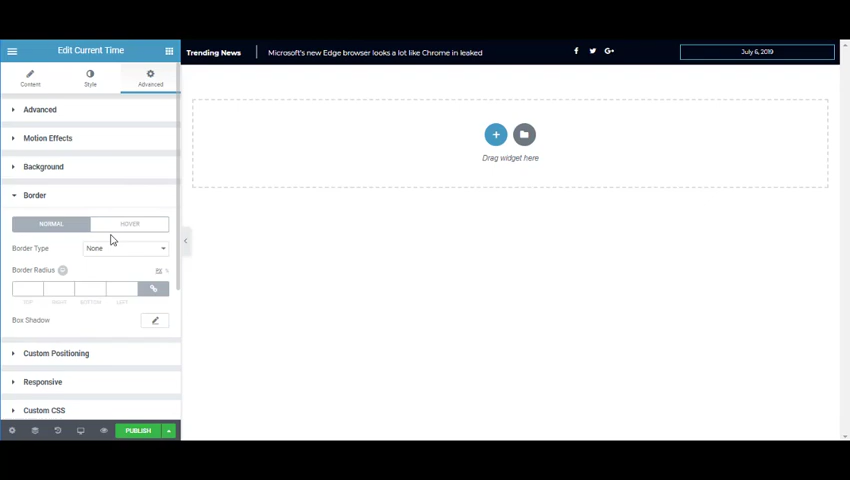 Edit Current Time
Content
Style
Advanced
Advanced
Motion Effects
Background
Border
NORMAL
HOVER
Border Type
None
Border Radius
TOP
RIGHT
BOTTOM
LEFT
Box Shadow
Custom Positioning
Responsive
Custom CSS
PUBLISH
Trending News
Microsoft's new Edge browser looks a lot like Chrome in leaked
July 6, 2019
Drag widget here